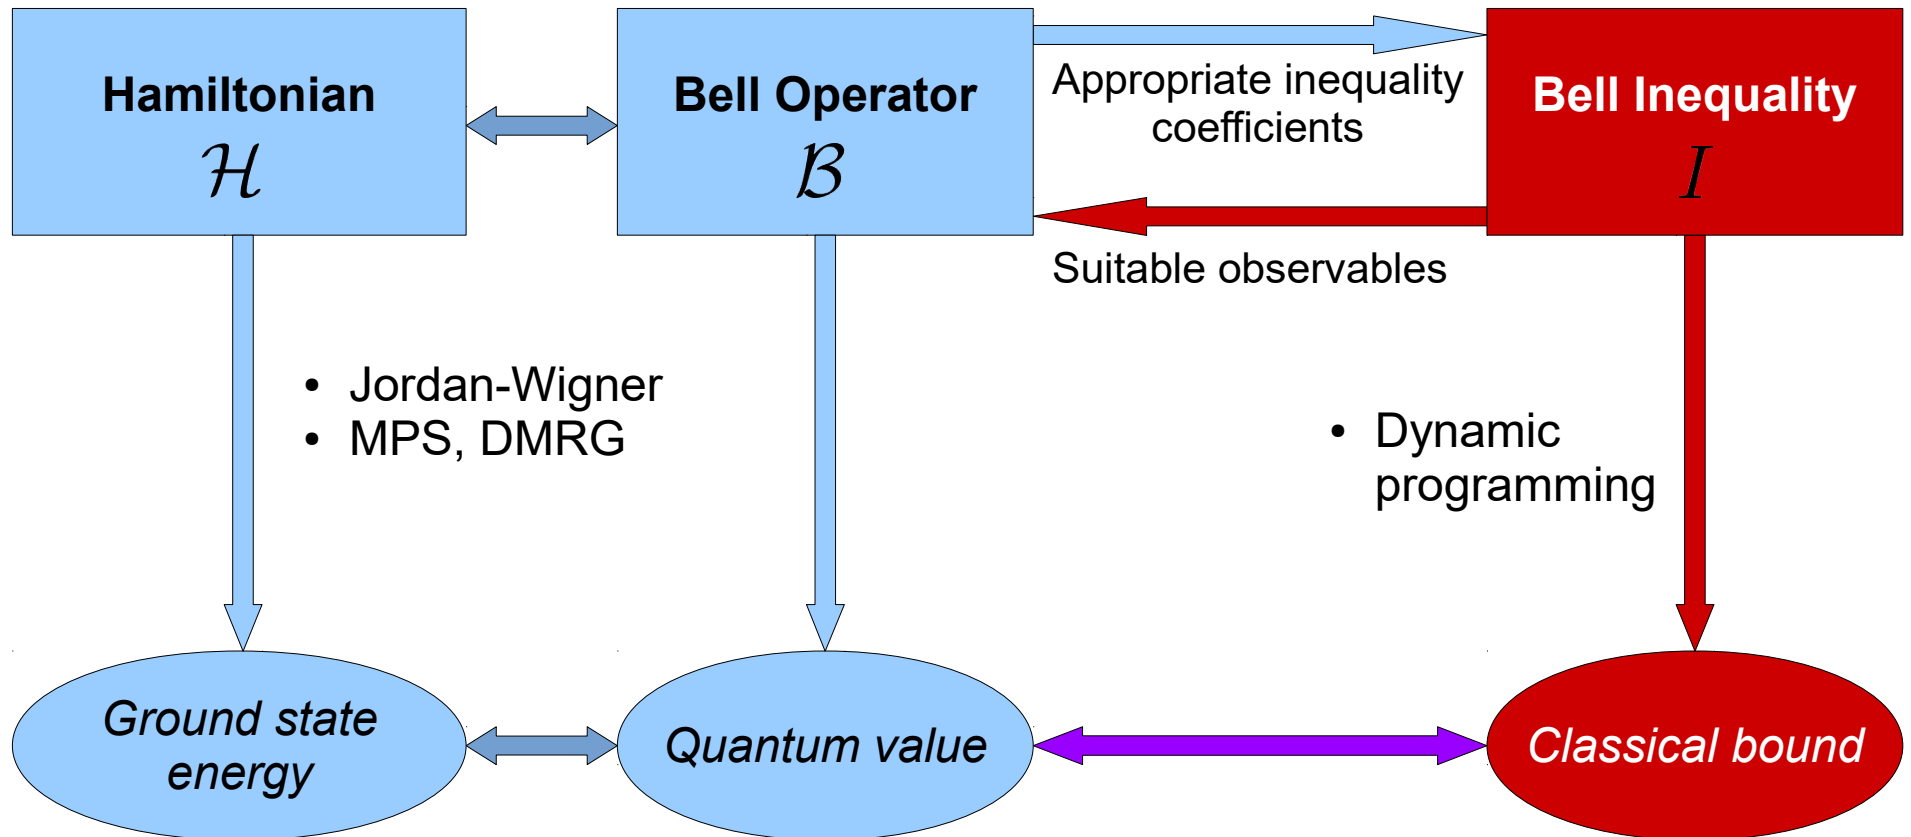 Hamiltonian
ℋ
Bell Operator
ℬ
Appropriate inequality
coefficients
Bell Inequality
I
Suitable observables
• Jordan-Wigner
• MPS, DMRG
• Dynamic
programming
Ground state
energy
Quantum value
Classical bound